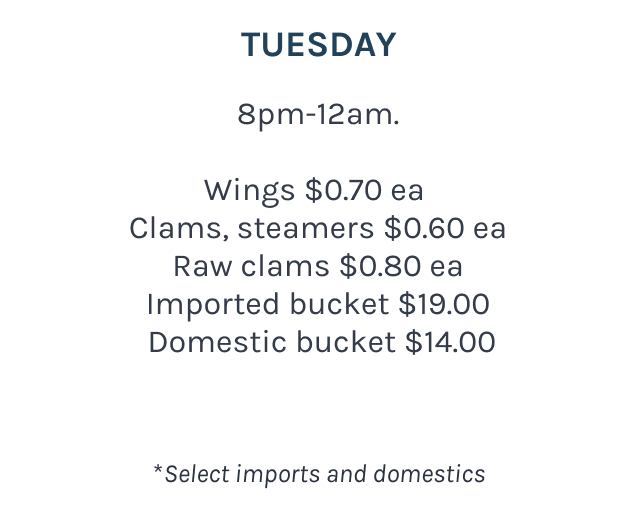 TUESDAY
8pm-12am.
Wings $0.70 ea
Clams, steamers $0.60 ea
Raw clams $0.80 ea
Imported bucket $19.00
Domestic bucket $14.00
*Select imports and domestics